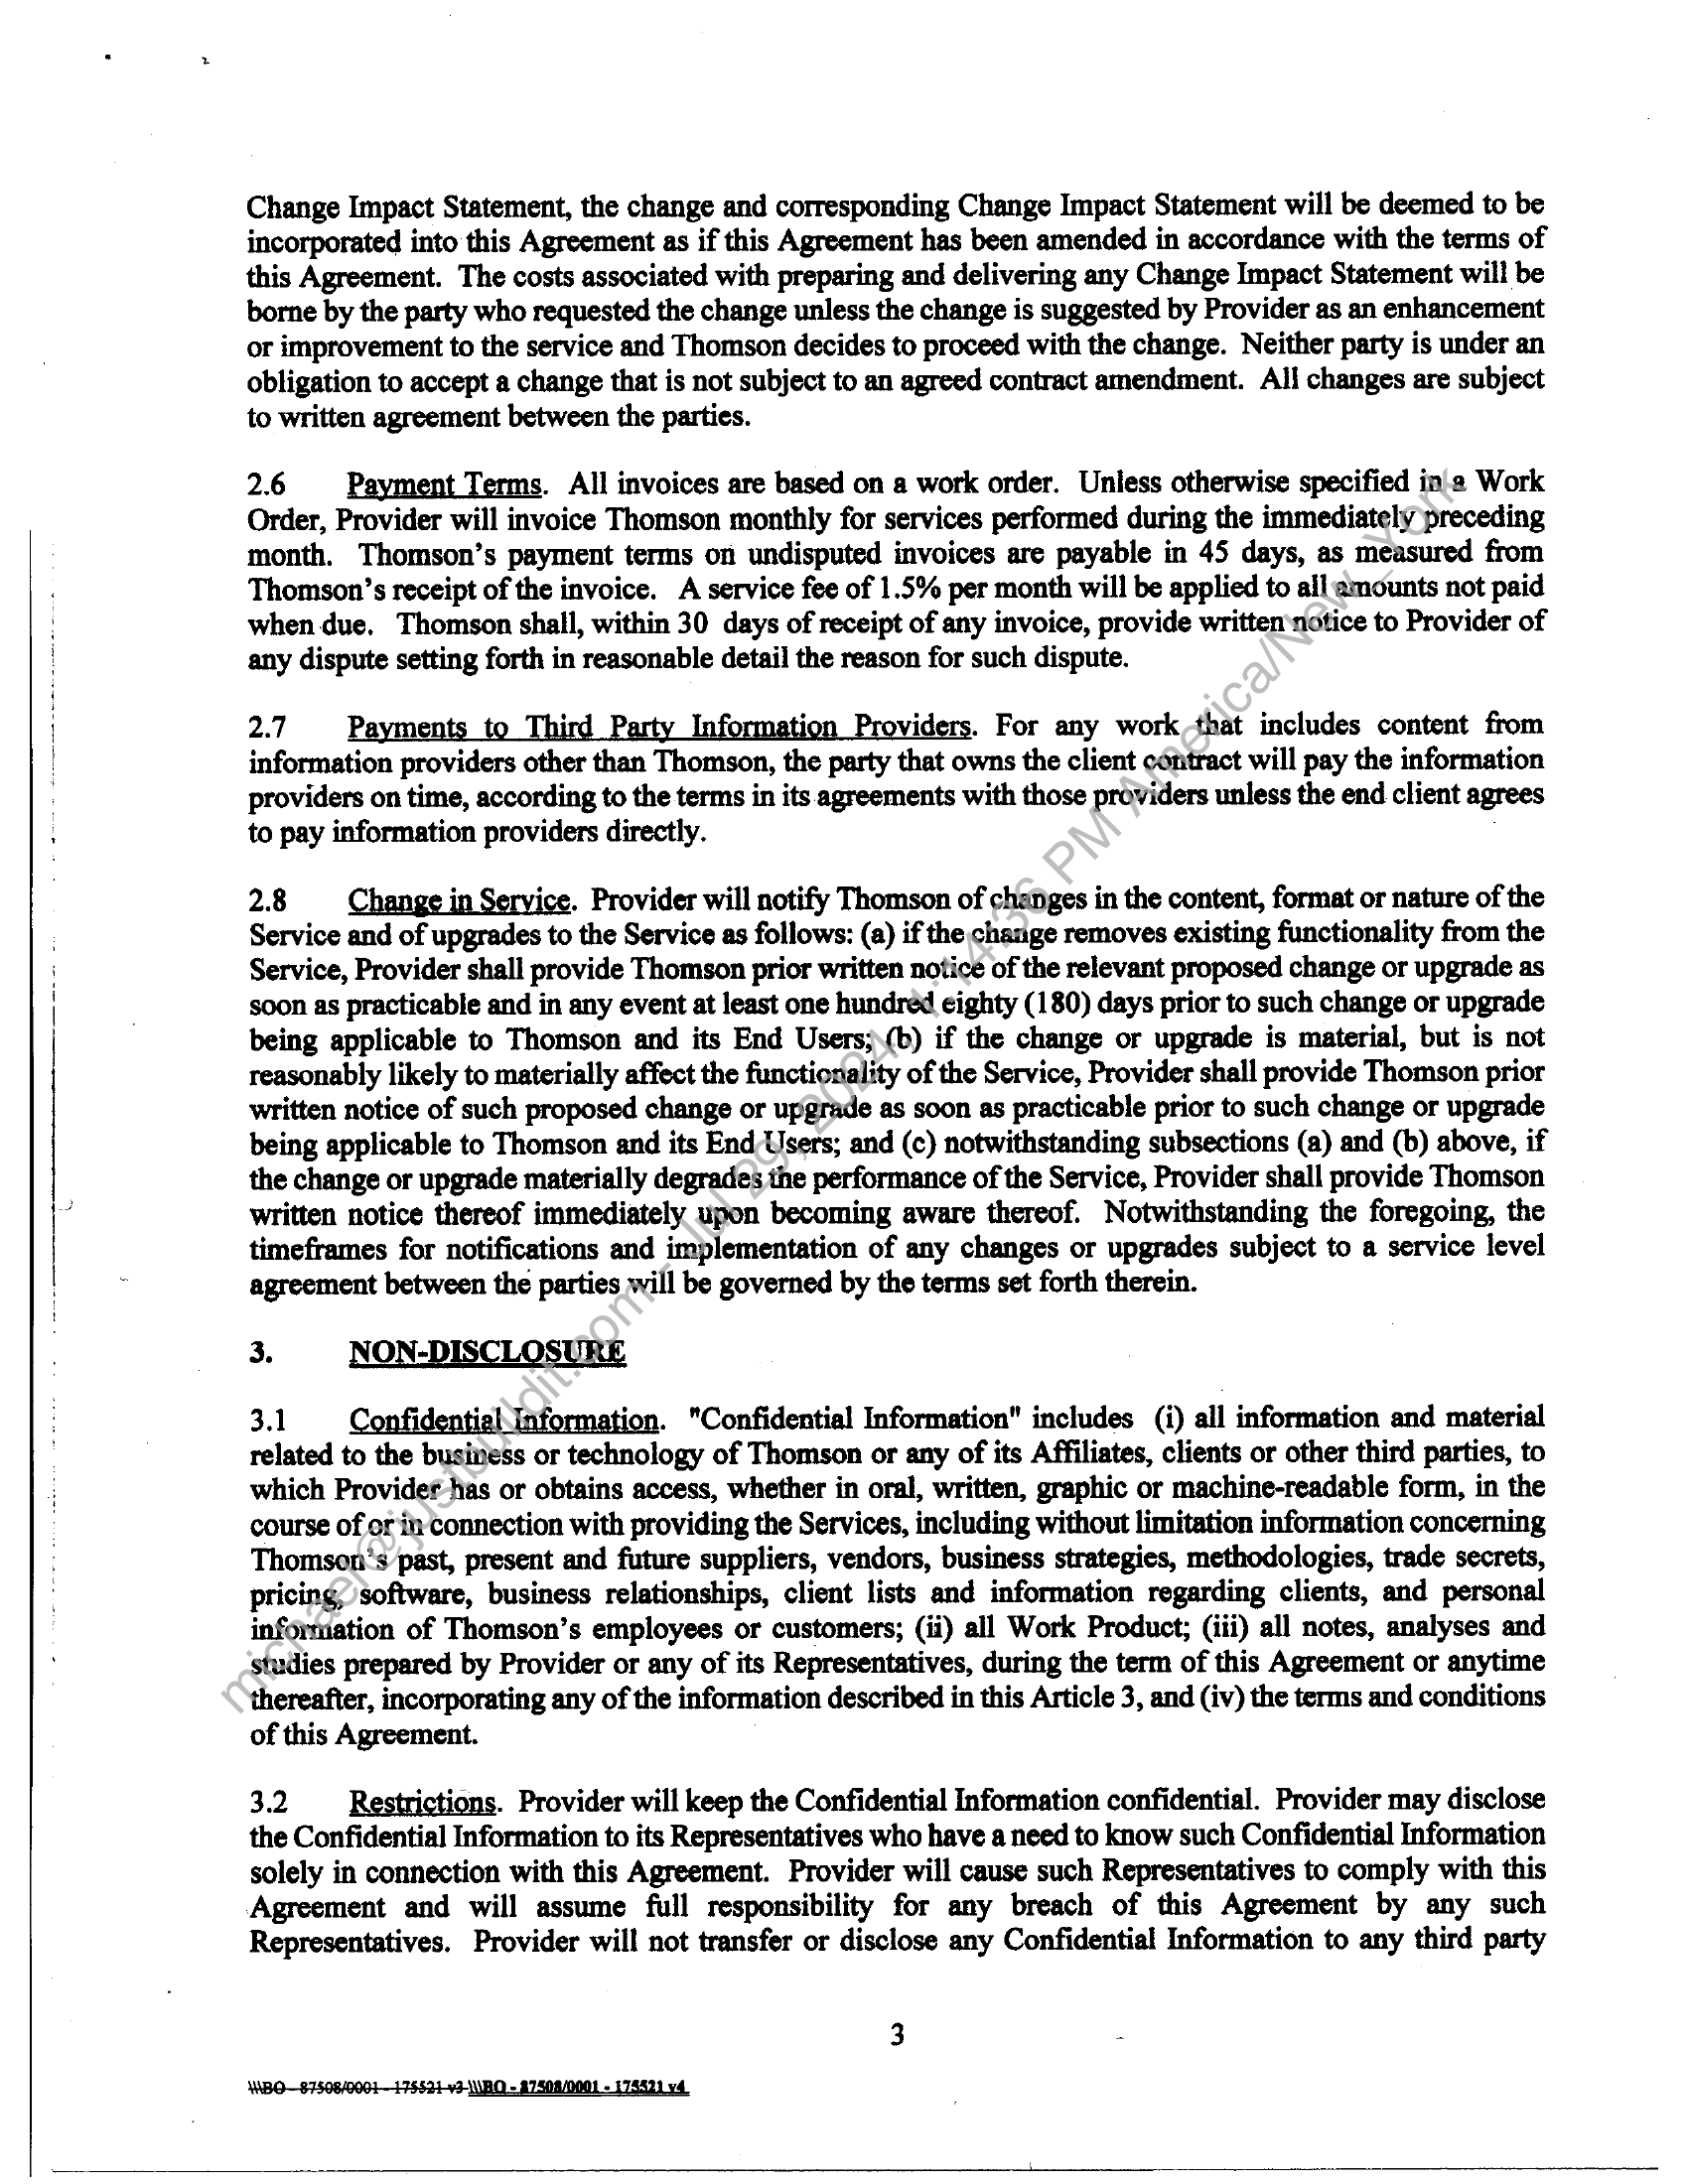 Change Impact Statement, the change and corresponding Change Impact Statement will be deemed to be
incorporated into this Agreement as if this Agreement has been amended in accordance with the terms of
this Agreement. The costs associated with preparing and delivering any Change Impact Statement will be
borne by the party who requested the change unless the change is suggested by Provider as an enhancement
or improvement to the service and Thomson decides to proceed with the change. Neither party is under an
obligation to accept a change that is not subject to an agreed contract amendment. All changes are subject
to written agreement between the parties.
2.6 Payment Terms. All invoices are based on a work order. Unless otherwise specified in a Work
Order, Provider will invoice Thomson monthly for services performed during the immediately preceding
month. Thomson's payment terms on undisputed invoices are payable in 45 days, as measured from
Thomson's receipt of the invoice. A service fee of 1.5% per month will be applied to all amounts not paid
when due. Thomson shall, within 30 days of receipt of any invoice, provide written notice to Provider of
any dispute setting forth in reasonable detail the reason for such dispute.
2.7 Payments to Third Party Information Providers. For any work that includes content from
information providers other than Thomson, the party that owns the client contract will pay the information
providers on time, according to the terms in its agreements with those providers unless the end client agrees
to pay information providers directly.
2.8 Change in Service. Provider will notify Thomson of changes in the content, format or nature of the
Service and of upgrades to the Service as follows: (a) if the change removes existing functionality from the
Service, Provider shall provide Thomson prior written notice of the relevant proposed change or upgrade as
soon as practicable and in any event at least one hundred eighty (180) days prior to such change or upgrade
being applicable to Thomson and its End Users; (b) if the change or upgrade is material, but is not
reasonably likely to materially affect the functionality of the Service, Provider shall provide Thomson prior
written notice of such proposed change or upgrade as soon as practicable prior to such change or upgrade
being applicable to Thomson and its End Users; and (c) notwithstanding subsections (a) and (b) above, if
the change or upgrade materially degrades the performance of the Service, Provider shall provide Thomson
written notice thereof immediately upon becoming aware thereof. Notwithstanding the foregoing, the
timeframes for notifications and implementation of any changes or upgrades subject to a service level
agreement between the parties will be governed by the terms set forth therein.
3. NON-DISCLOSURE
3.1 Confidential Information. "Confidential Information" includes (i) all information and material
related to the business or technology of Thomson or any of its Affiliates, clients or other third parties, to
which Provider has or obtains access, whether in oral, written, graphic or machine-readable form, in the
course of or in connection with providing the Services, including without limitation information concerning
Thomson's past, present and future suppliers, vendors, business strategies, methodologies, trade secrets,
pricing, software, business relationships, client lists and information regarding clients, and personal
information of Thomson's employees or customers; (ii) all Work Product; (iii) all notes, analyses and
studies prepared by Provider or any of its Representatives, during the term of this Agreement or anytime
thereafter, incorporating any of the information described in this Article 3, and (iv) the terms and conditions
of this Agreement.
3.2 Restrictions. Provider will keep the Confidential Information confidential. Provider may disclose
the Confidential Information to its Representatives who have a need to know such Confidential Information
solely in connection with this Agreement. Provider will cause such Representatives to comply with this
Agreement and will assume full responsibility for any breach of this Agreement by any such
Representatives. Provider will not transfer or disclose any Confidential Information to any third party
3
\\\BO - 87508/0001 - 175521 v3 \\\BO - 87508/0001 - 175521 v4
michael@justbuildit.com - Jul 29, 2024, 1:14:36 PM America/New_York